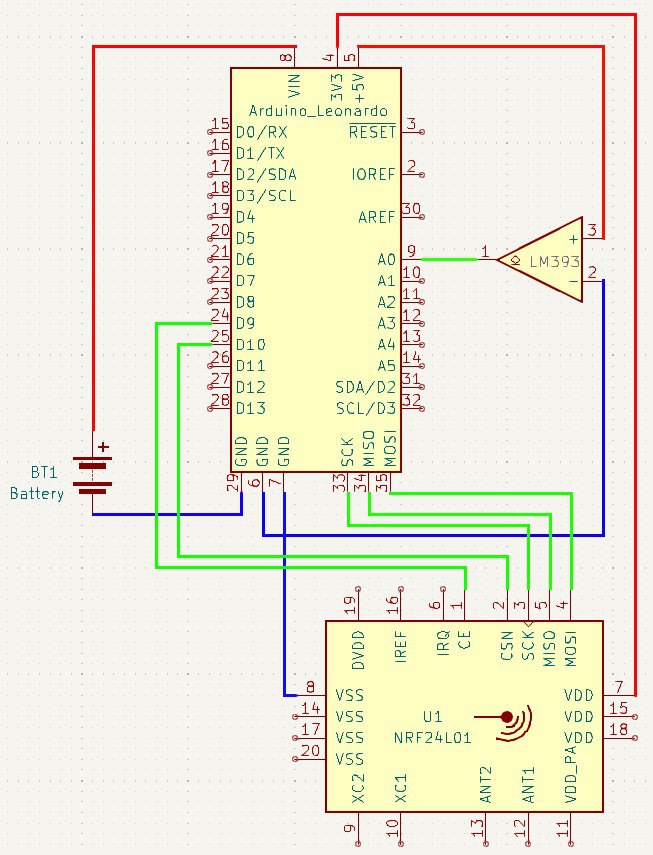 8 4 5
VIN 3V3 +5V
Arduino_Leonardo
15 D0/RX RESET 3
16 D1/TX
17 D2/SDA IOREF 2
18 D3/SCL
19 D4 AREF 30
20 D5 + 3
21 D6 A0 9 1 LM393
22 D7 A1 10 - 2
23 D8 A2 11
24 D9 A3 12
25 D10 A4 13
26 D11 A5 14
27 D12 SDA/D2 31
28 D13 SCL/D3 32
GND GND GND SCK MISO MOSI
29 6 7 33 34 35
+
BT1
Battery
19 16 6 1 2 3 5 4
DVDD IREF IRQ CE CSN SCK MISO MOSI
8 VSS VDD 7
14 VSS U1 VDD 15
17 VSS NRF24L01 VDD 18
20 VSS
XC2 XC1 ANT2 ANT1 VDD_PA
9 10 13 12 11